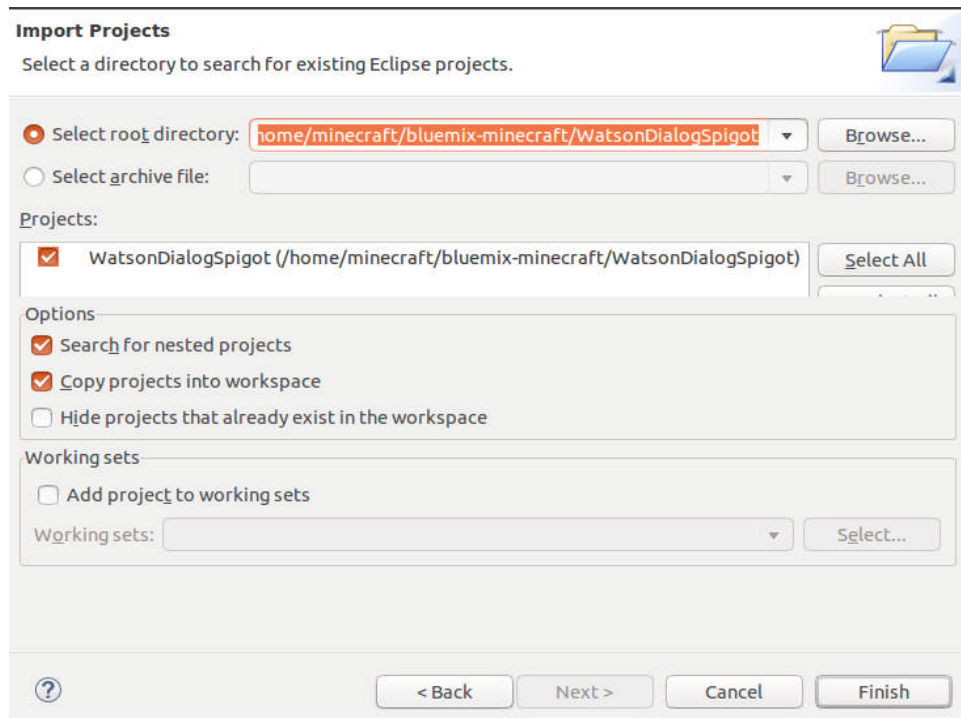 Import Projects
Select a directory to search for existing Eclipse projects.
Select root directory: home/minecraft/bluemix-minecraft/WatsonDialogSpigot Browse...
Select archive file: Browse...
Projects:
WatsonDialogSpigot (/home/minecraft/bluemix-minecraft/WatsonDialogSpigot) Select All
Options
Search for nested projects
Copy projects into workspace
Hide projects that already exist in the workspace
Working sets
Add project to working sets
Working sets: Select...
? < Back Next > Cancel Finish